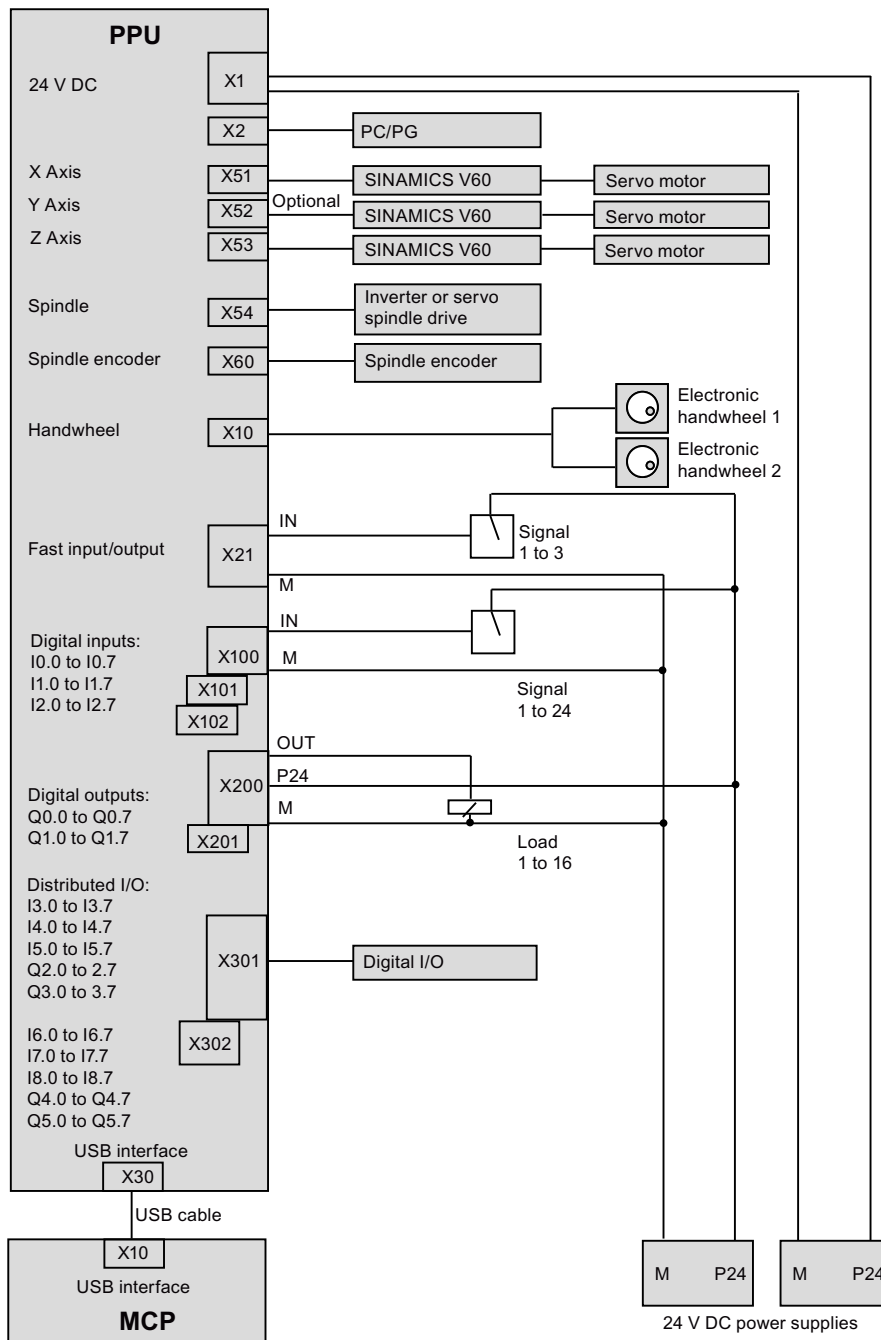 PPU
24 V DC
X1
X2
PC/PG
X Axis
X51
SINAMICS V60
Servo motor
Y Axis
X52
Optional
SINAMICS V60
Servo motor
Z Axis
X53
SINAMICS V60
Servo motor
Spindle
X54
Inverter or servo
spindle drive
Spindle encoder
X60
Spindle encoder
Handwheel
X10
Electronic
handwheel 1
Electronic
handwheel 2
Fast input/output
X21
IN
M
Signal
1 to 3
Digital inputs:
I0.0 to I0.7
I1.0 to I1.7
I2.0 to I2.7
X100
X101
X102
IN
M
Signal
1 to 24
Digital outputs:
Q0.0 to Q0.7
Q1.0 to Q1.7
X200
X201
OUT
P24
M
Load
1 to 16
Distributed I/O:
I3.0 to I3.7
I4.0 to I4.7
I5.0 to I5.7
Q2.0 to 2.7
Q3.0 to 3.7
X301
Digital I/O
X302
I6.0 to I6.7
I7.0 to I7.7
I8.0 to I8.7
Q4.0 to Q4.7
Q5.0 to Q5.7
USB interface
X30
USB cable
X10
USB interface
MCP
M P24
M P24
24 V DC power supplies